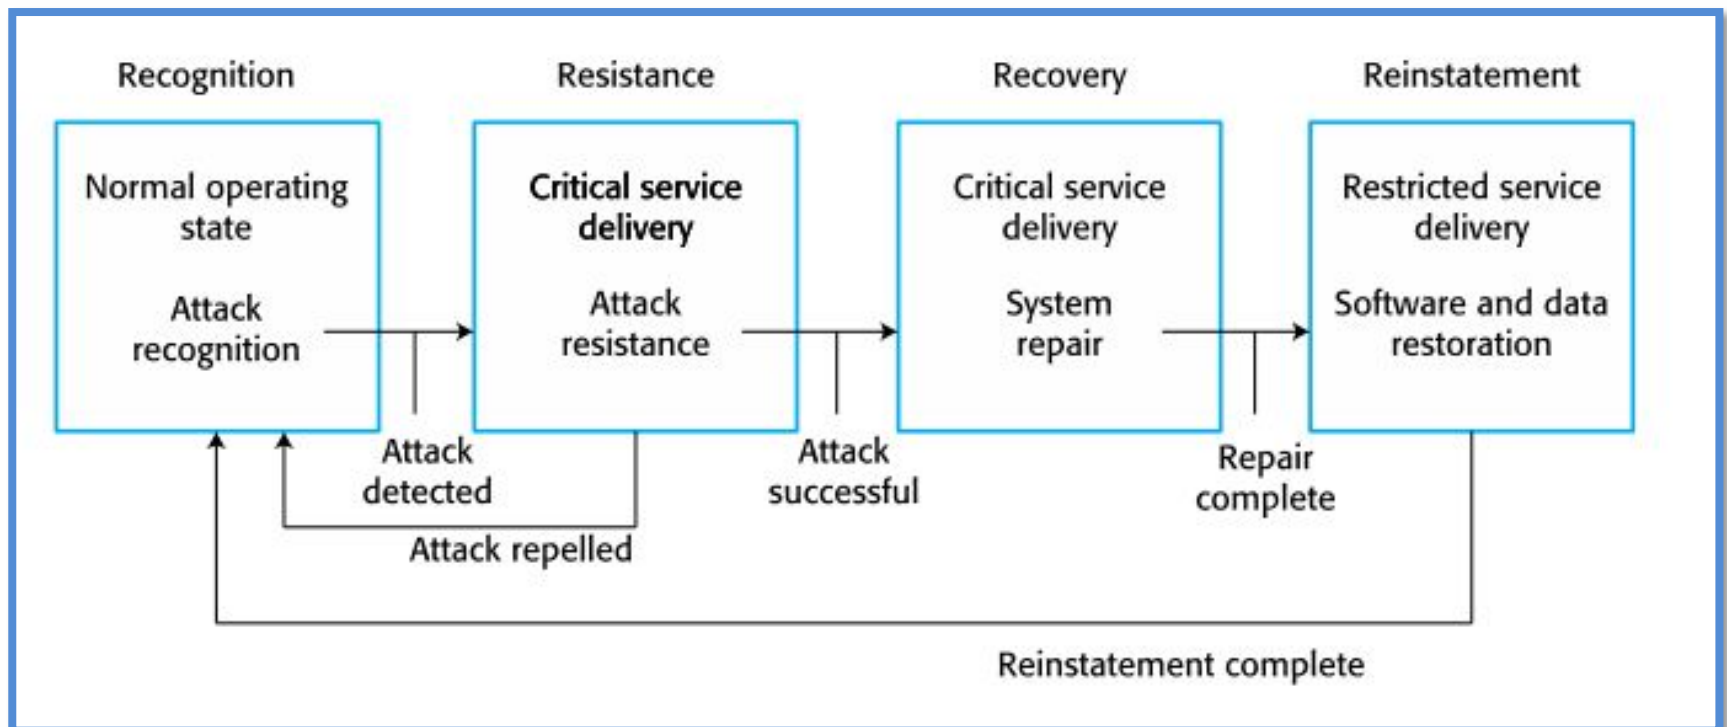 Recognition
Resistance
Recovery
Reinstatement
Normal operating
state
Attack
recognition
Critical service
delivery
Attack
resistance
Critical service
delivery
System
repair
Restricted service
delivery
Software and data
restoration
Attack
detected
Attack
successful
Repair
complete
Attack repelled
Reinstatement complete